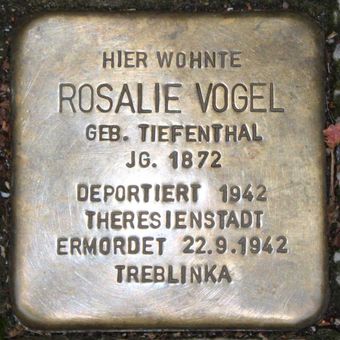 HIER WOHNTE
ROSALIE VOGEL
GEB. TIEFENTHAL
JG. 1872
DEPORTIERT 1942
THERESIENSTADT
ERMORDET 22.9.1942
TREBLINKA